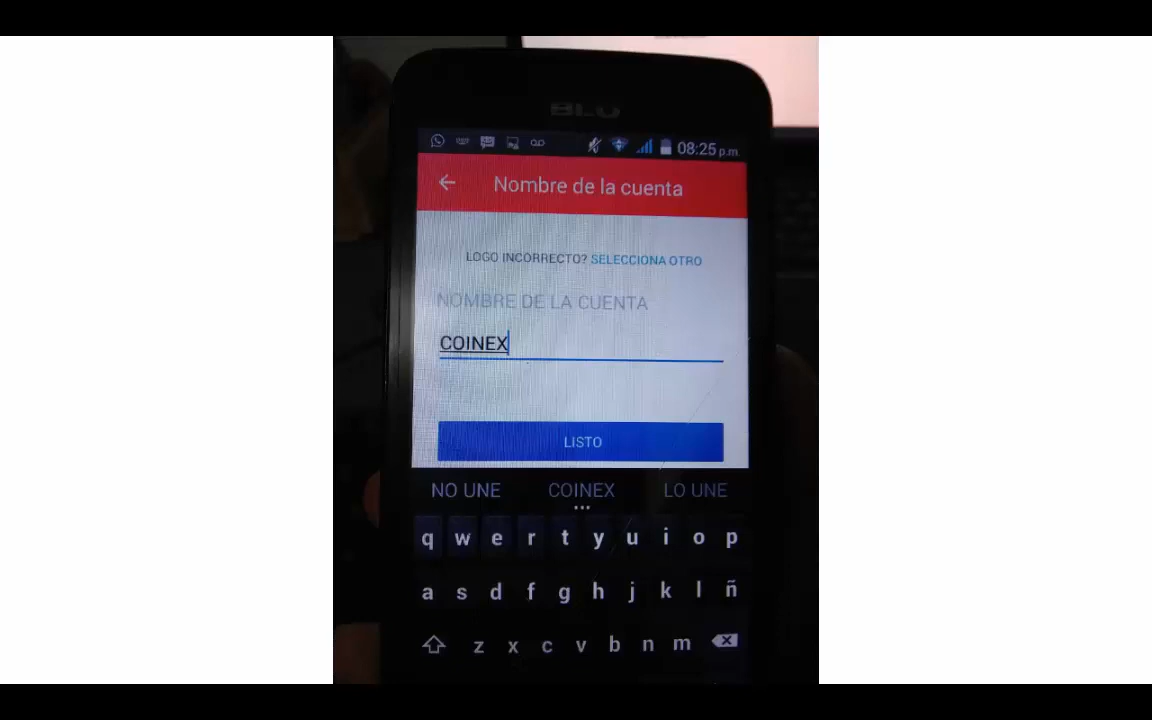 BLU
08:25 p.m.
Nombre de la cuenta
LOGO INCORRECTO? SELECCIONA OTRO
NOMBRE DE LA CUENTA
COINEX
LISTO
NO UNE COINEX LO UNE
q w e r t y u i o p
a s d f g h j k l ñ
z x c v b n m